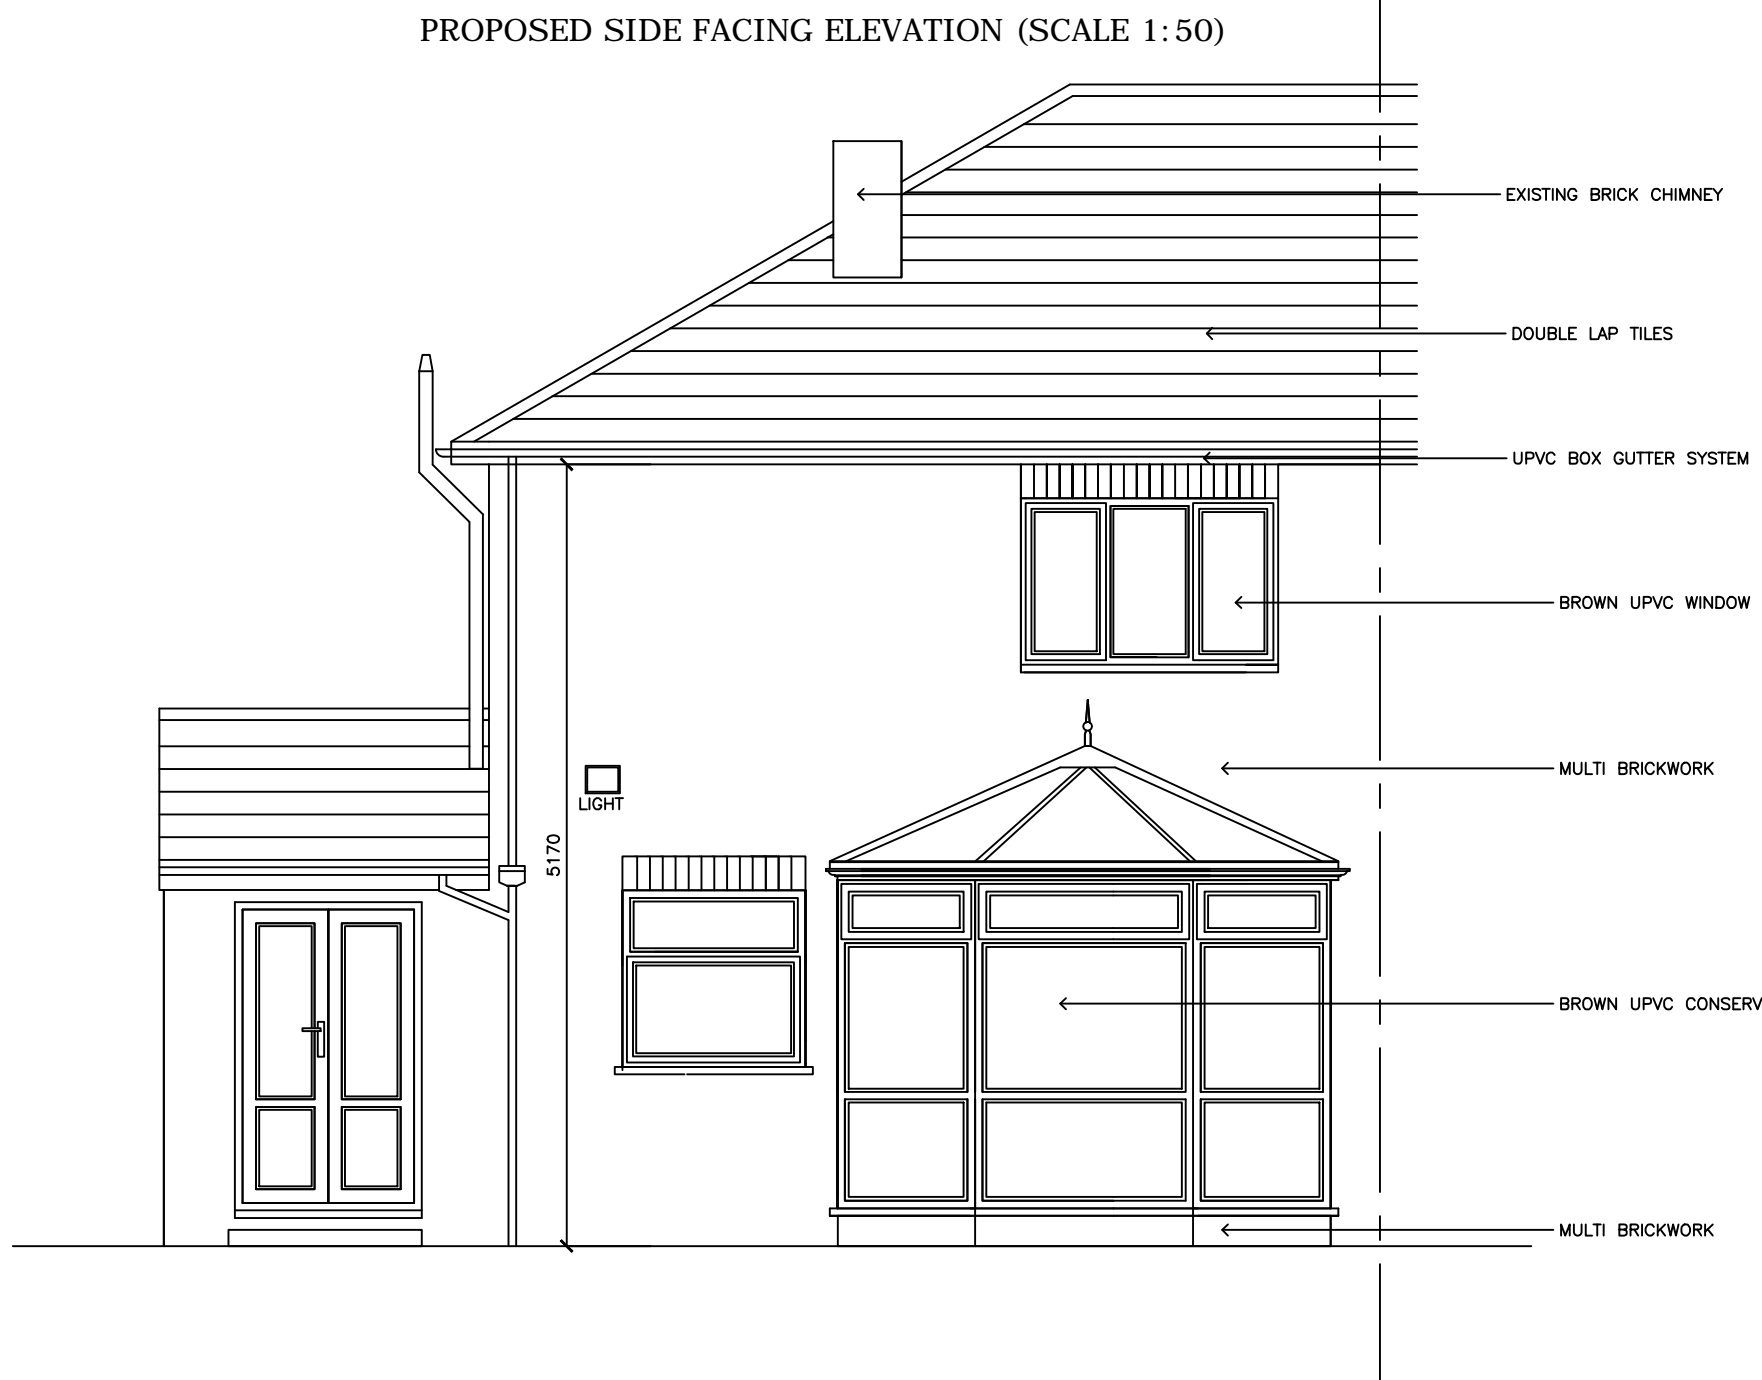 PROPOSED SIDE FACING ELEVATION (SCALE 1:50)
EXISTING BRICK CHIMNEY
DOUBLE LAP TILES
UPVC BOX GUTTER SYSTEM
BROWN UPVC WINDOW
MULTI BRICKWORK
LIGHT
5170
BROWN UPVC CONSERV
MULTI BRICKWORK